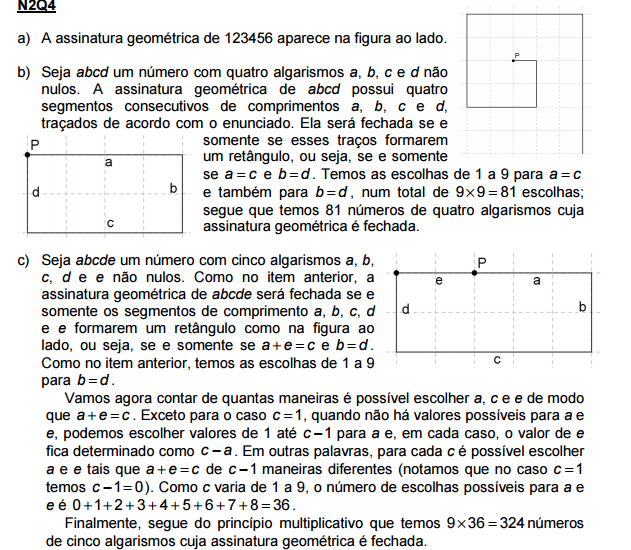 N2Q4
a) A assinatura geométrica de 123456 aparece na figura ao lado.
P
b) Seja abcd um número com quatro algarismos a, b, c e d não
nulos. A assinatura geométrica de abcd possui quatro
segmentos consecutivos de comprimentos a, b, c e d,
traçados de acordo com o enunciado. Ela será fechada se e
somente se esses traços formarem
um retângulo, ou seja, se e somente
se a=c e b=d. Temos as escolhas de 1 a 9 para a=c
e também para b=d, num total de 9×9=81 escolhas;
segue que temos 81 números de quatro algarismos cuja
assinatura geométrica é fechada.
P
a
d
b
c
c) Seja abcde um número com cinco algarismos a, b,
c, d e e não nulos. Como no item anterior, a
assinatura geométrica de abcde será fechada se e
somente os segmentos de comprimento a, b, c, d
e e formarem um retângulo como na figura ao
lado, ou seja, se e somente se a+e=c e b=d.
Como no item anterior, temos as escolhas de 1 a 9
para b=d.
P
e
a
d
b
c
Vamos agora contar de quantas maneiras é possível escolher a, c e e de modo
que a+e=c. Exceto para o caso c=1, quando não há valores possíveis para a e
e, podemos escolher valores de 1 até c−1 para a e, em cada caso, o valor de e
fica determinado como c−a. Em outras palavras, para cada c é possível escolher
a e e tais que a+e=c de c−1 maneiras diferentes (notamos que no caso c=1
temos c−1=0). Como c varia de 1 a 9, o número de escolhas possíveis para a e
e é 0+1+2+3+4+5+6+7+8=36.
Finalmente, segue do princípio multiplicativo que temos 9×36=324 números
de cinco algarismos cuja assinatura geométrica é fechada.